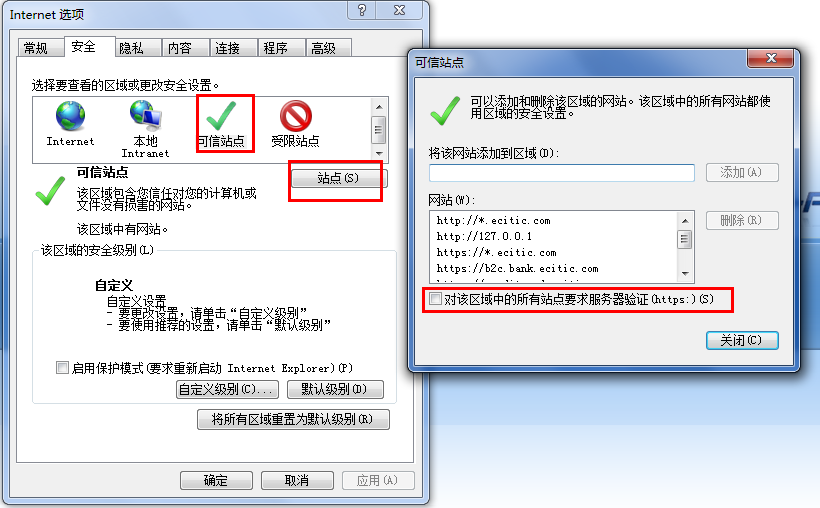 Internet 选项
常规 安全 隐私 内容 连接 程序 高级
选择要查看的区域或更改安全设置。
Internet
本地
Intranet
可信站点
受限站点
可信站点
站点(S)
该区域包含您信任对您的计算机或
文件没有损害的网站。
该区域中有网站。
该区域的安全级别(L)
自定义
自定义设置
- 要更改设置,请单击“自定义级别”
- 要使用推荐的设置,请单击“默认级别”
启用保护模式(要求重新启动 Internet Explorer)(P)
自定义级别(C)... 默认级别(D)
将所有区域重置为默认级别(R)
确定 取消 应用(A)
可信站点
可以添加和删除该区域的网站。该区域中的所有网站都使
用区域的安全设置。
将该网站添加到区域(D):
添加(A)
网站(W):
http://*.ecitic.com
http://127.0.0.1
https://*.ecitic.com
https://b2c.bank.ecitic.com
删除(R)
对该区域中的所有站点要求服务器验证(https:)(S)
关闭(C)